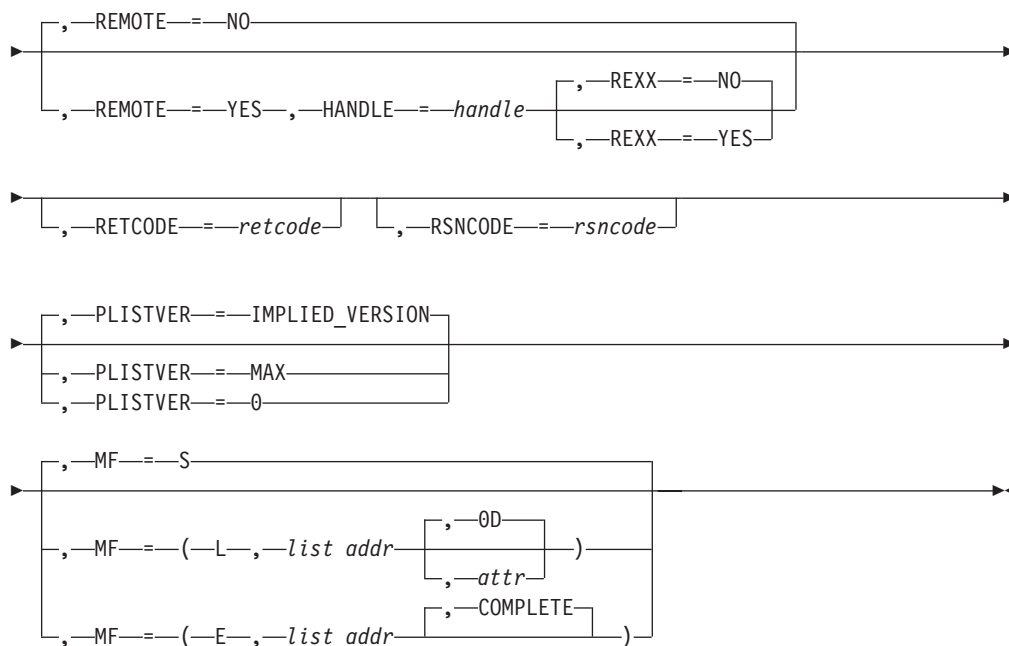 , REMOTE = NO
, REMOTE = YES , HANDLE = handle
, REXX = NO
, REXX = YES
, RETCODE = retcode
, RSNCODE = rsncode
, PLISTVER = IMPLIED_VERSION
, PLISTVER = MAX
, PLISTVER = 0
, MF = S
, MF = ( L , list addr
, 0D
, attr
)
, MF = ( E , list addr
, COMPLETE
)